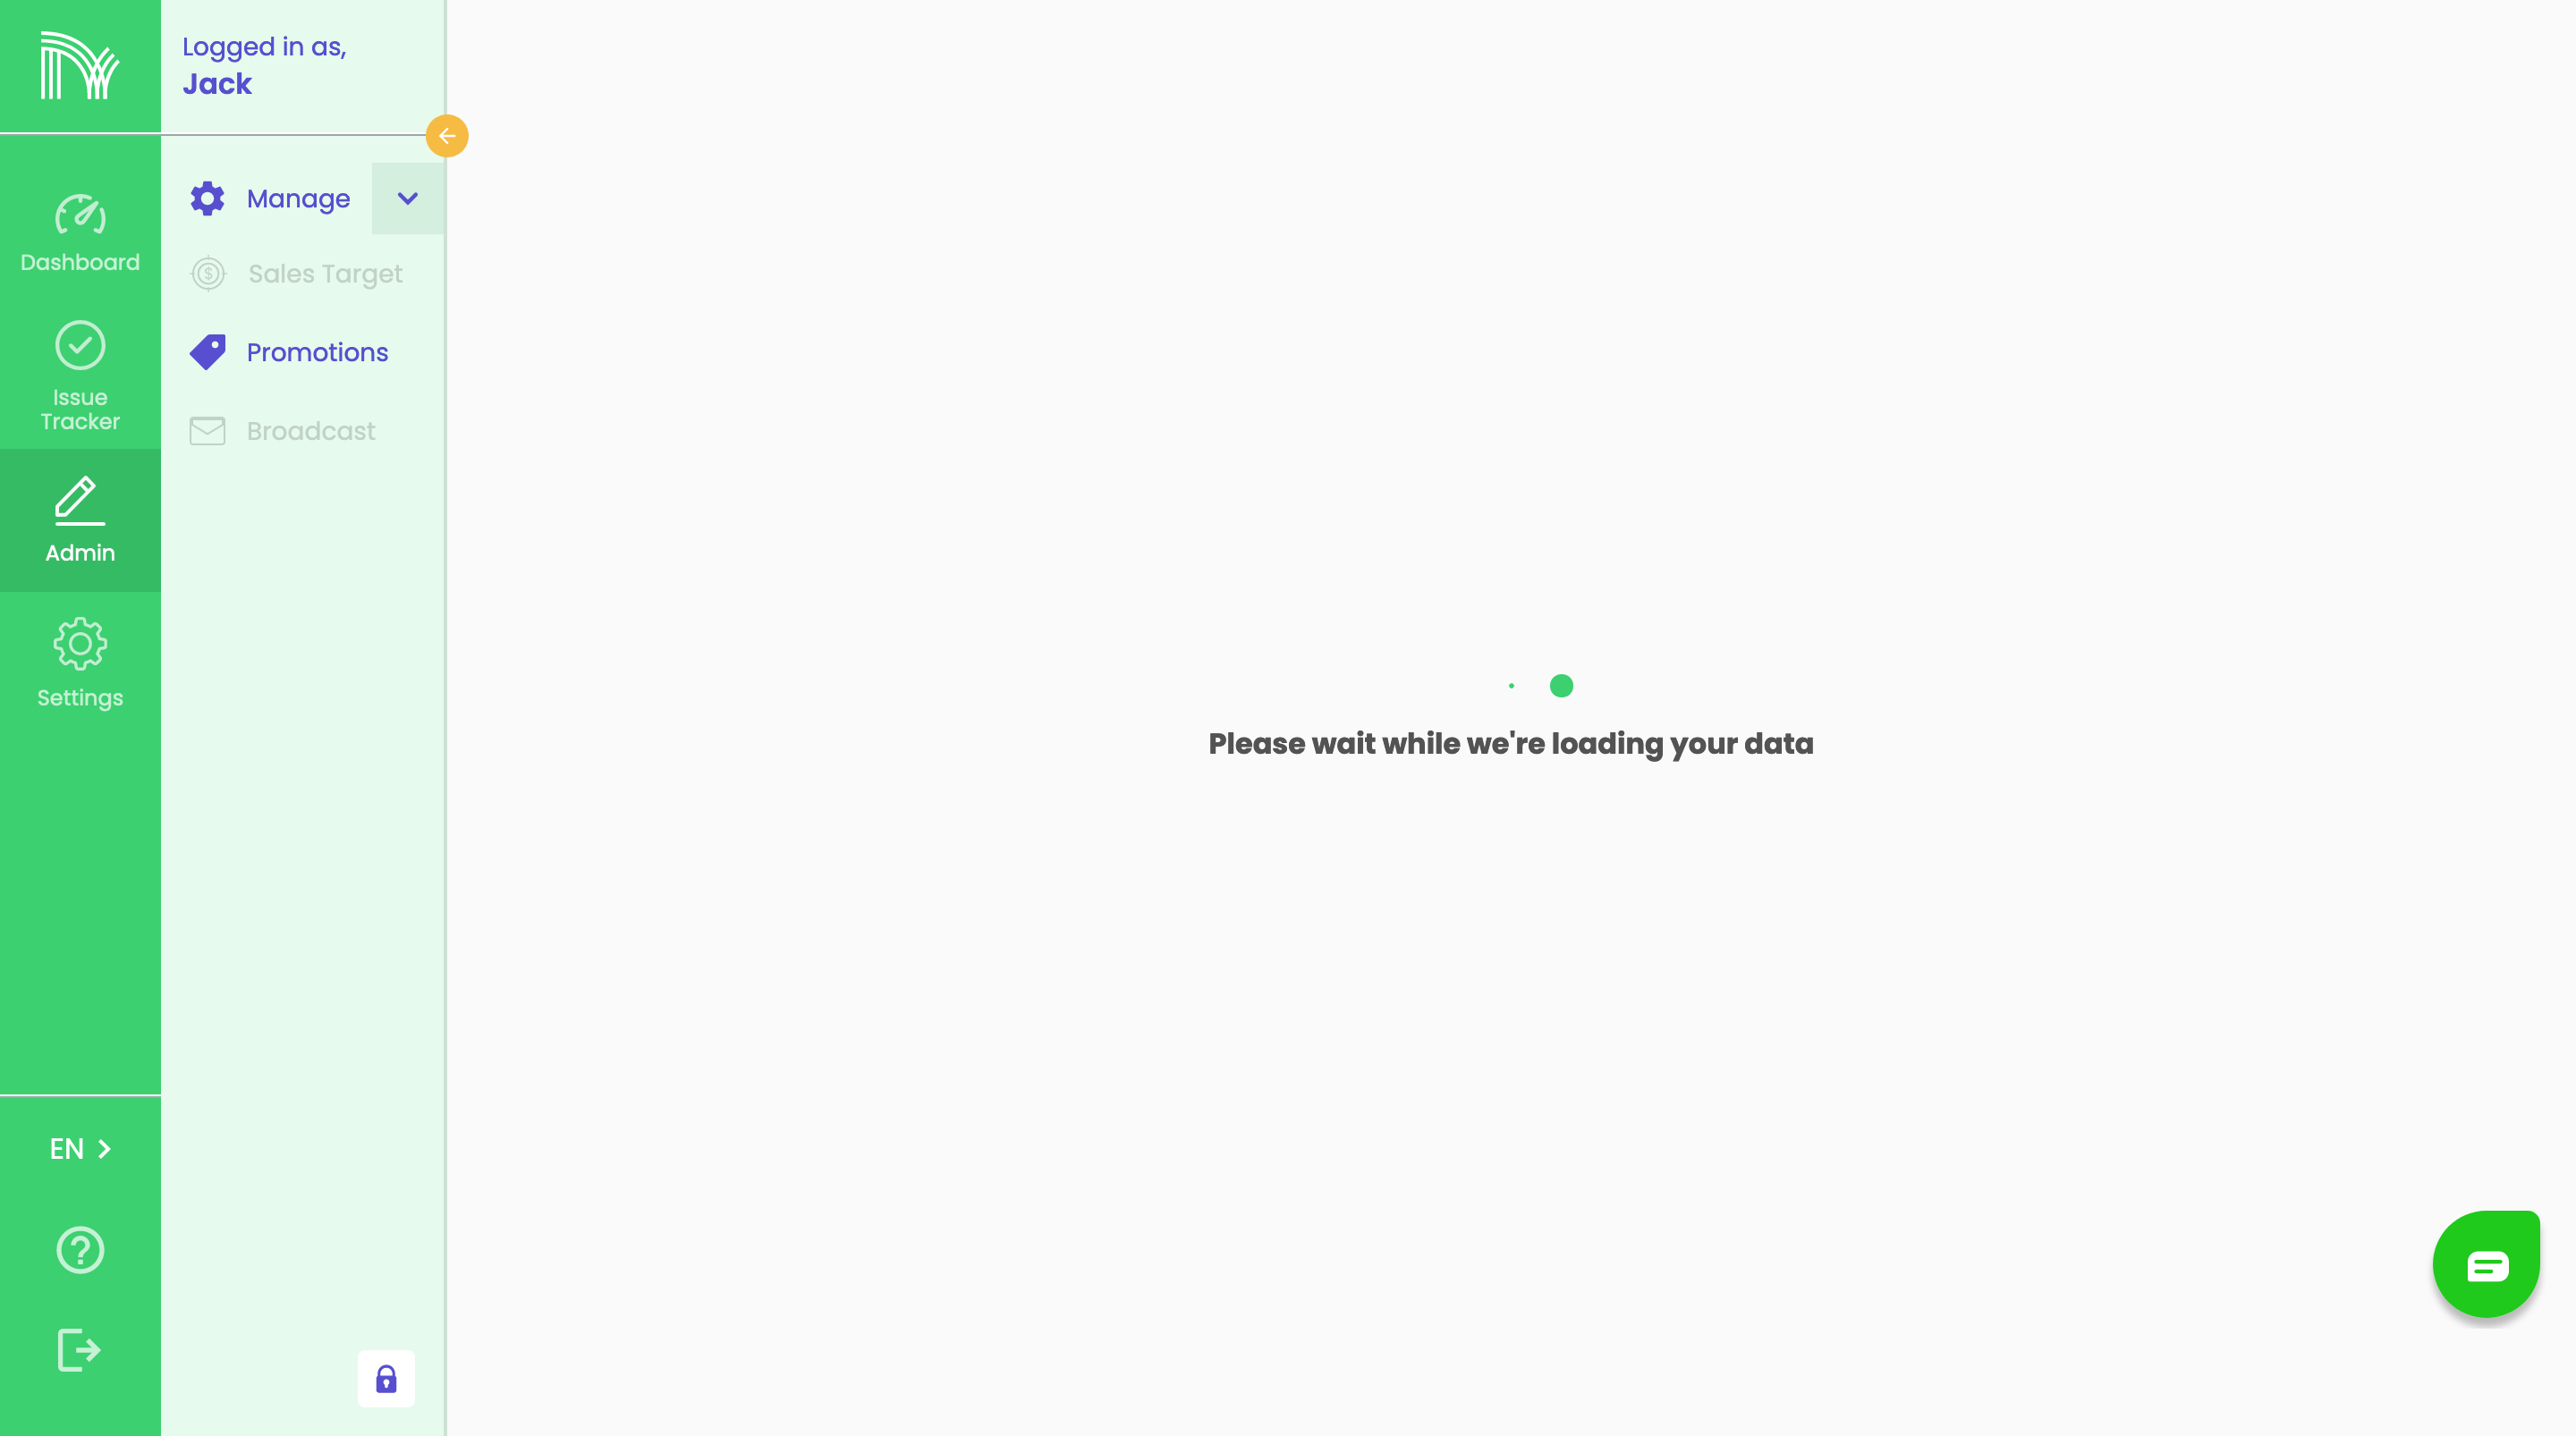 Logged in as,
Jack
Dashboard
Issue
Tracker
Admin
Settings
EN
Manage
Sales Target
Promotions
Broadcast
Please wait while we're loading your data